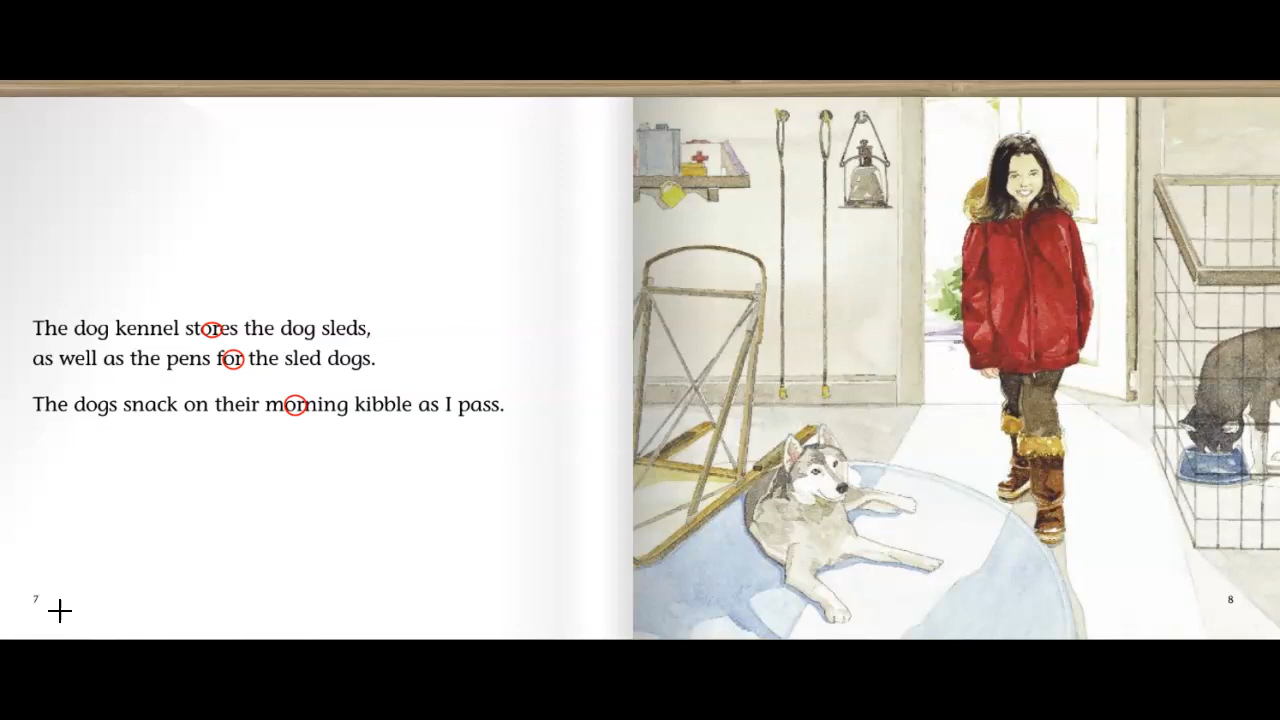 The dog kennel stores the dog sleds,
as well as the pens for the sled dogs.
The dogs snack on their morning kibble as I pass.
7
8